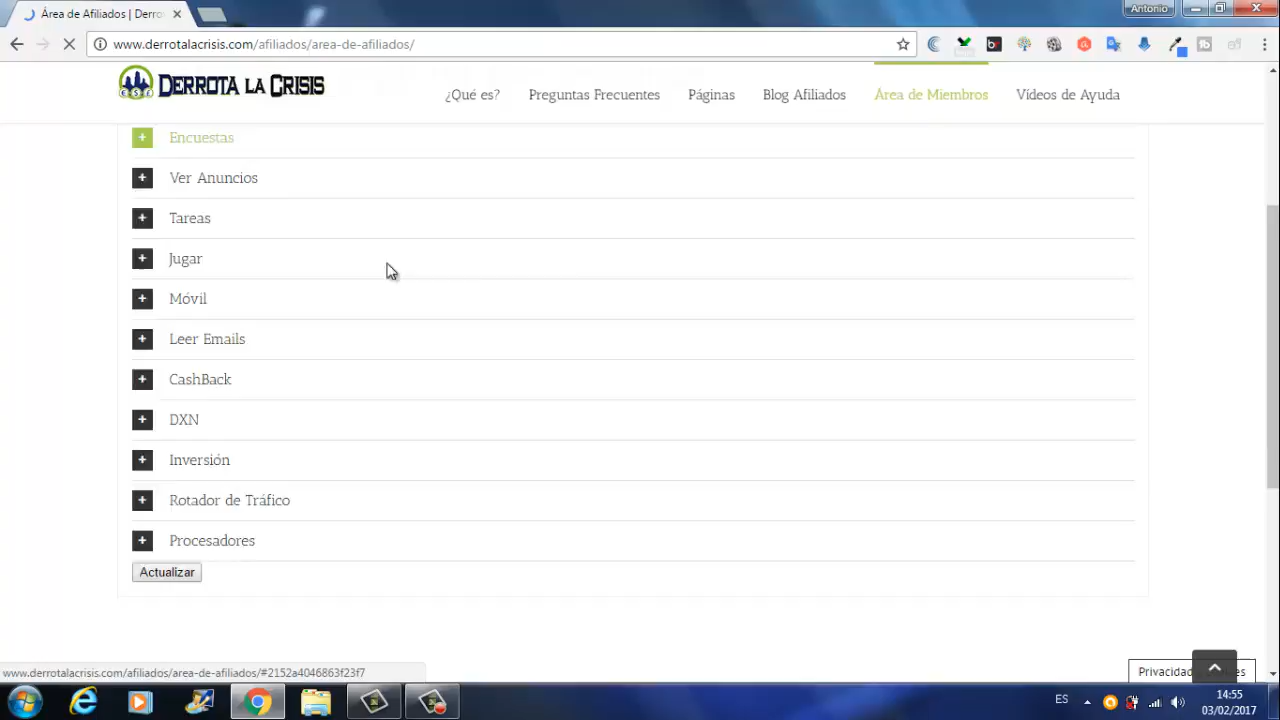 Área de Afiliados | Derro
Antonio
www.derrotalacrisis.com/afiliados/area-de-afiliados/
DERROTA LA CRISIS
¿Qué es?
Preguntas Frecuentes
Páginas
Blog Afiliados
Área de Miembros
Vídeos de Ayuda
Encuestas
Ver Anuncios
Tareas
Jugar
Móvil
Leer Emails
CashBack
DXN
Inversión
Rotador de Tráfico
Procesadores
Actualizar
www.derrotalacrisis.com/afiliados/area-de-afiliados/#2152a4046863f23f7
Privacidad
ES
14:55
03/02/2017